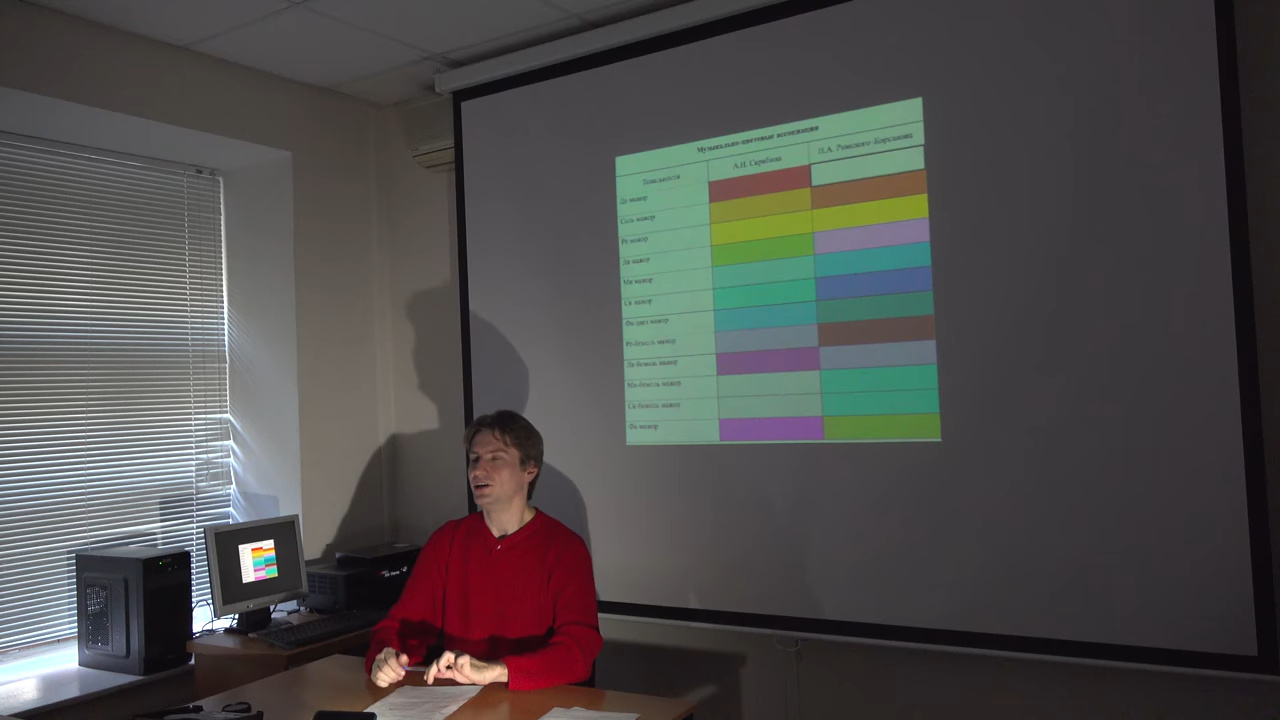 Музыкально-цветовые ассоциации
Тональности А.Н. Скрябина Н.А. Римского-Корсакова
До мажор
Соль мажор
Ре мажор
Ля мажор
Ми мажор
Си мажор
Фа-диез мажор
Ре-бемоль мажор
Ля-бемоль мажор
Ми-бемоль мажор
Си-бемоль мажор
Фа мажор